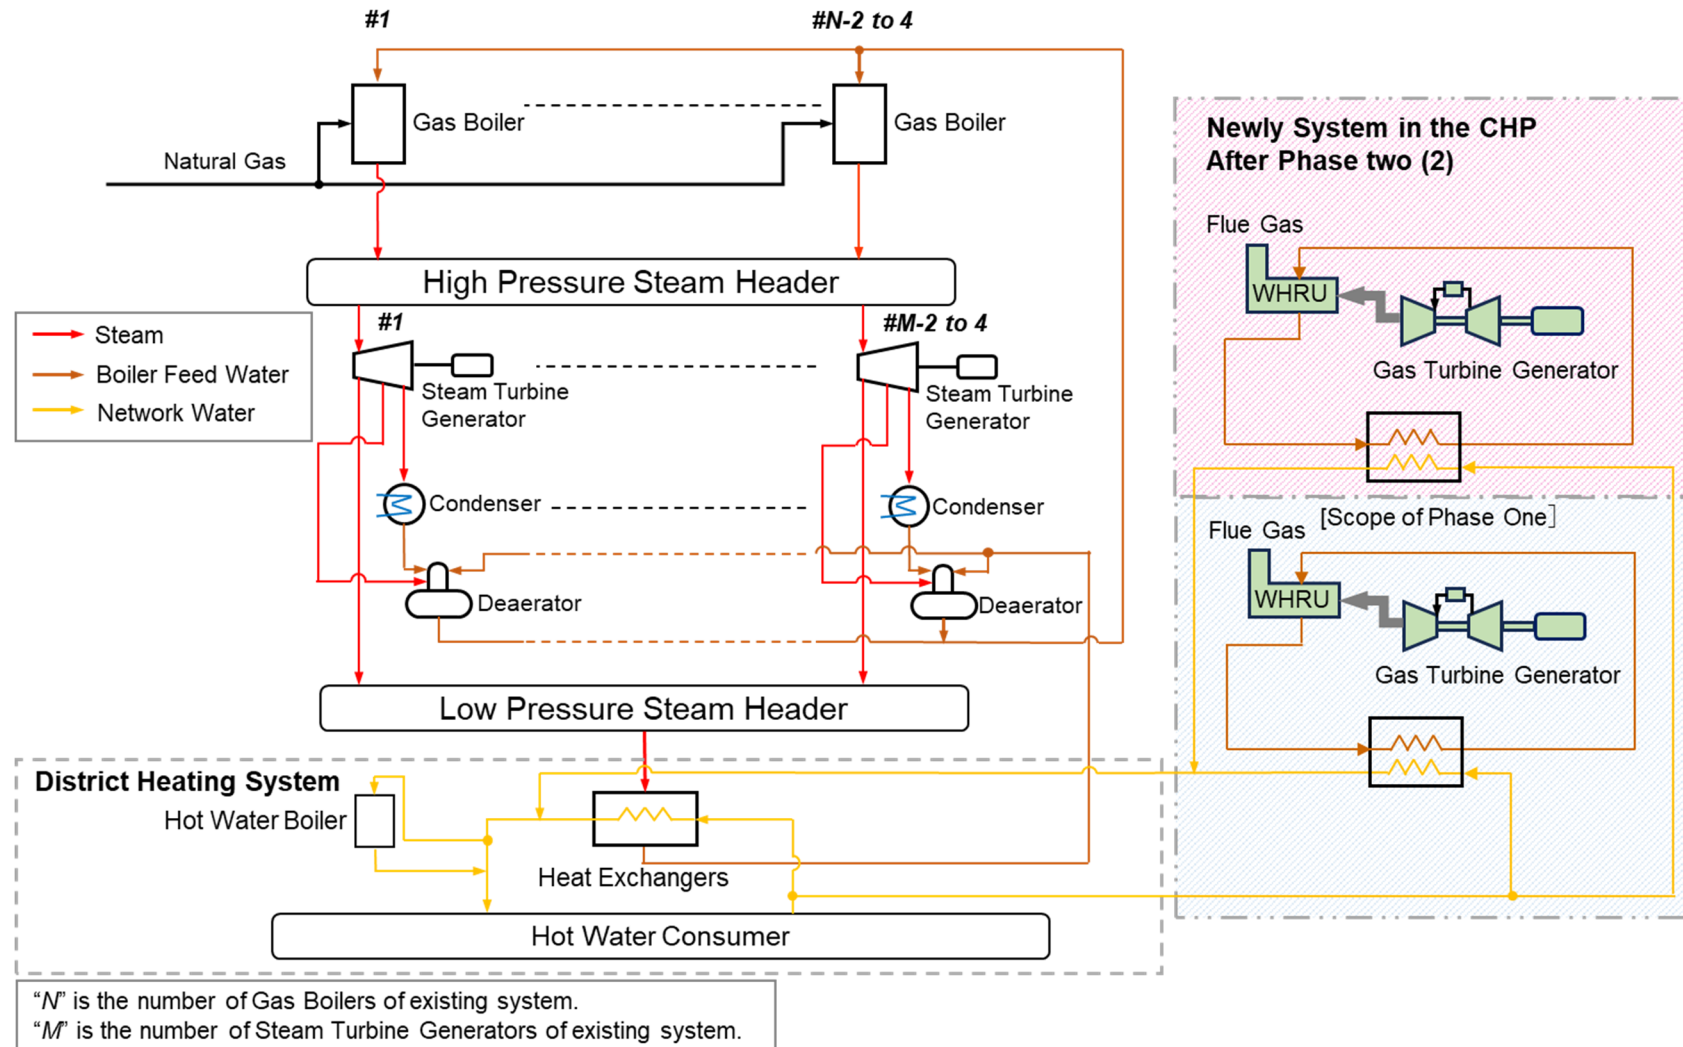 #1
#N-2 to 4
Gas Boiler
Gas Boiler
Natural Gas
High Pressure Steam Header
Steam
Boiler Feed Water
Network Water
#1
#M-2 to 4
Steam Turbine
Generator
Steam Turbine
Generator
Condenser
Condenser
Deaerator
Deaerator
Low Pressure Steam Header
District Heating System
Hot Water Boiler
Heat Exchangers
Hot Water Consumer
"N" is the number of Gas Boilers of existing system.
"M" is the number of Steam Turbine Generators of existing system.
Newly System in the CHP
After Phase two (2)
Flue Gas
WHRU
Gas Turbine Generator
[Scope of Phase One]
Flue Gas
WHRU
Gas Turbine Generator